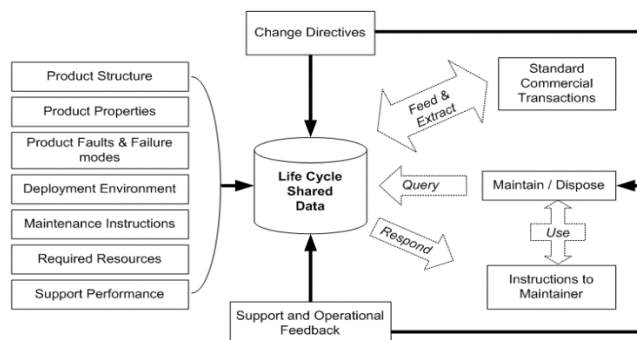 Change Directives
Product Structure
Product Properties
Product Faults & Failure
modes
Deployment Environment
Maintenance Instructions
Required Resources
Support Performance
Life Cycle
Shared
Data
Feed &
Extract
Standard
Commercial
Transactions
Query
Maintain / Dispose
Respond
Use
Instructions to
Maintainer
Support and Operational
Feedback